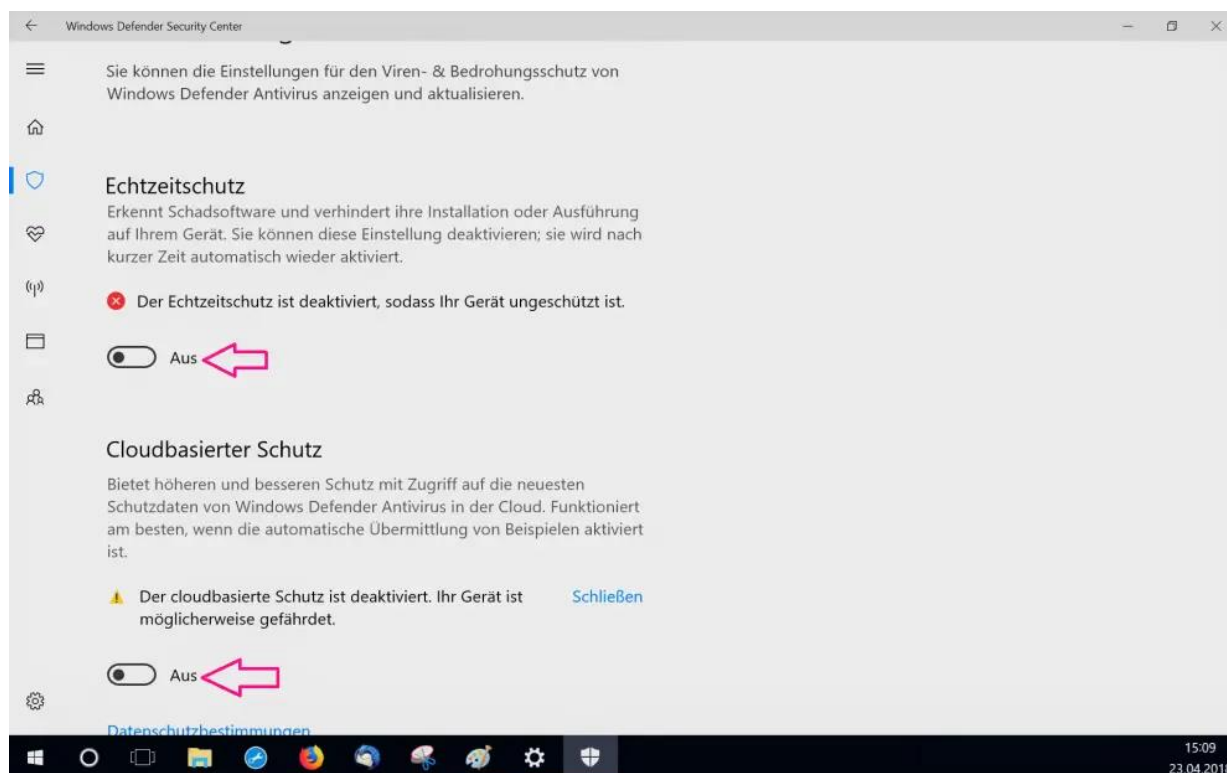 Windows Defender Security Center
Sie können die Einstellungen für den Viren- & Bedrohungsschutz von
Windows Defender Antivirus anzeigen und aktualisieren.
Echtzeitschutz
Erkennt Schadsoftware und verhindert ihre Installation oder Ausführung
auf Ihrem Gerät. Sie können diese Einstellung deaktivieren; sie wird nach
kurzer Zeit automatisch wieder aktiviert.
Der Echtzeitschutz ist deaktiviert, sodass Ihr Gerät ungeschützt ist.
Aus
Cloudbasierter Schutz
Bietet höheren und besseren Schutz mit Zugriff auf die neuesten
Schutzdaten von Windows Defender Antivirus in der Cloud. Funktioniert
am besten, wenn die automatische Übermittlung von Beispielen aktiviert
ist.
Der cloudbasierte Schutz ist deaktiviert. Ihr Gerät ist Schließen
möglicherweise gefährdet.
Aus
Datenschutzbestimmungen
15:09
23.04.201